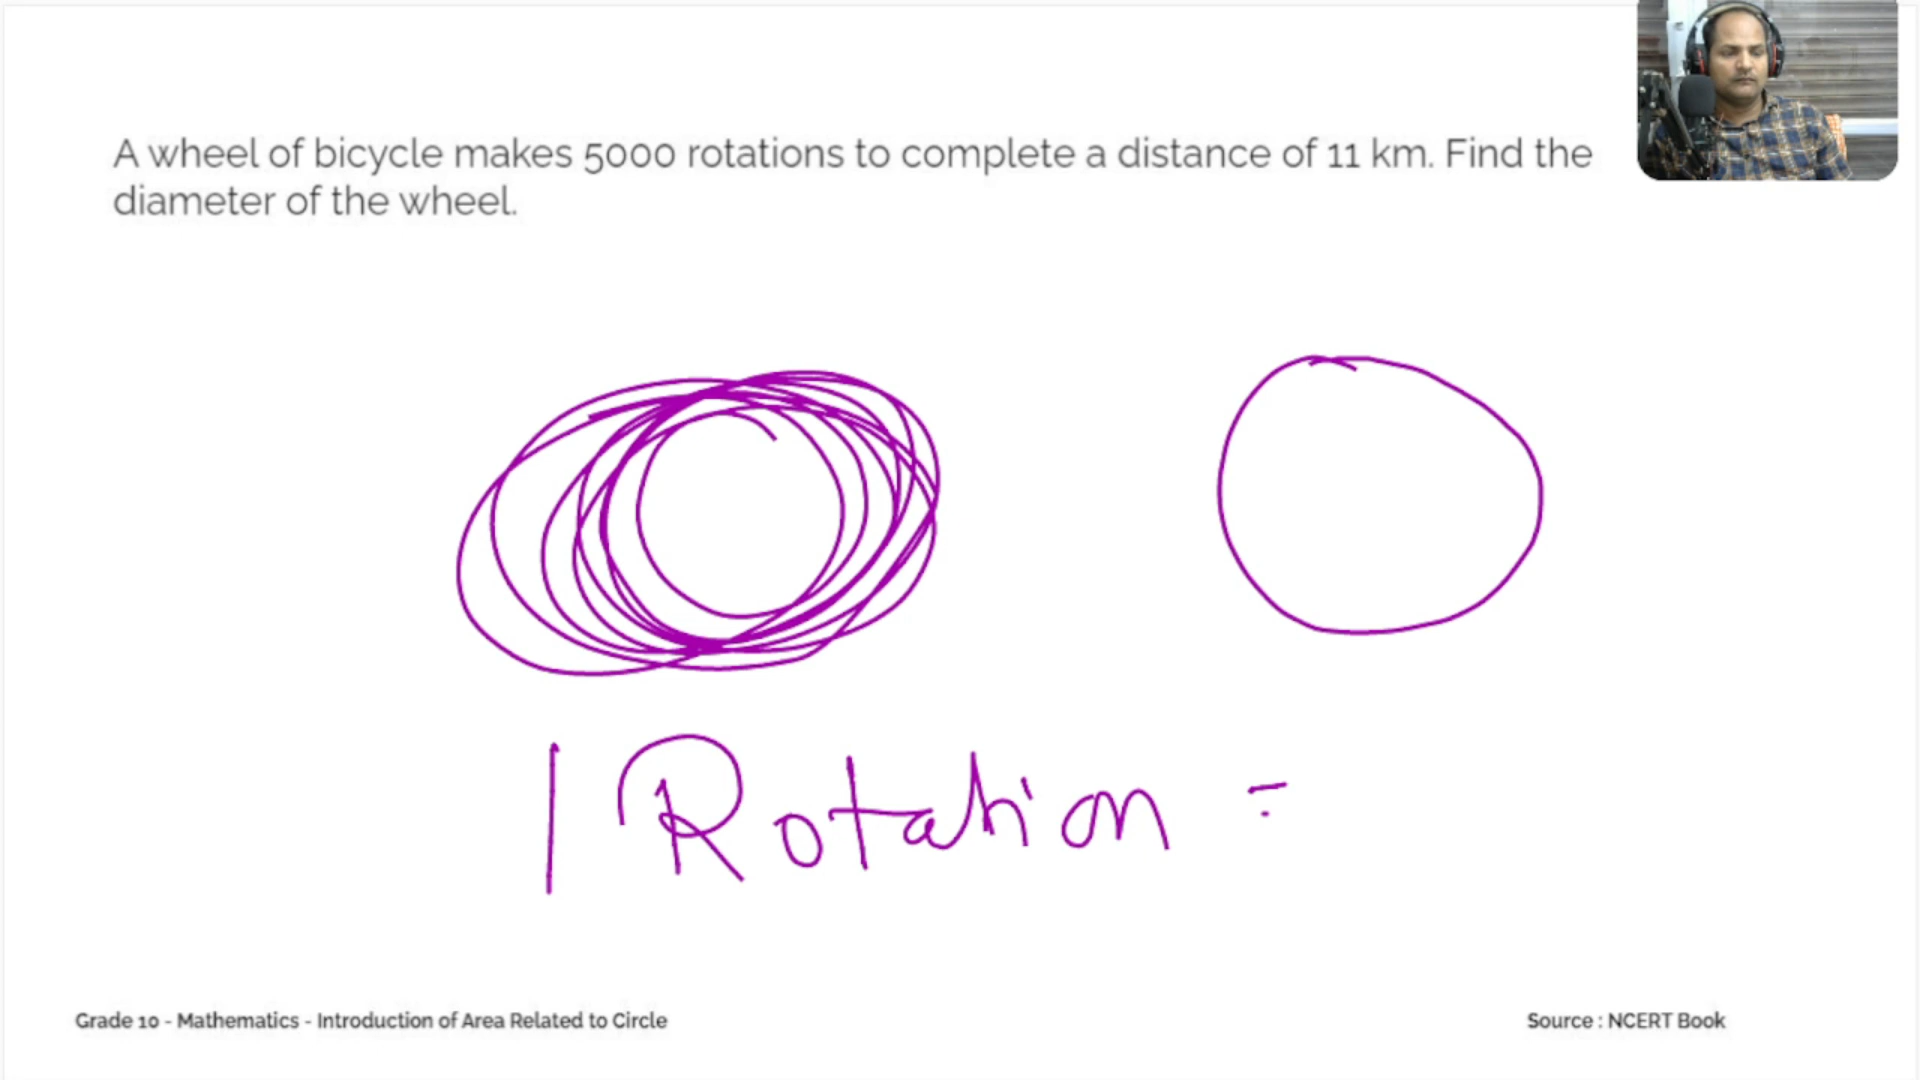 A wheel of bicycle makes 5000 rotations to complete a distance of 11 km. Find the
diameter of the wheel.
1 Rotation =
Grade 10 - Mathematics - Introduction of Area Related to Circle
Source : NCERT Book